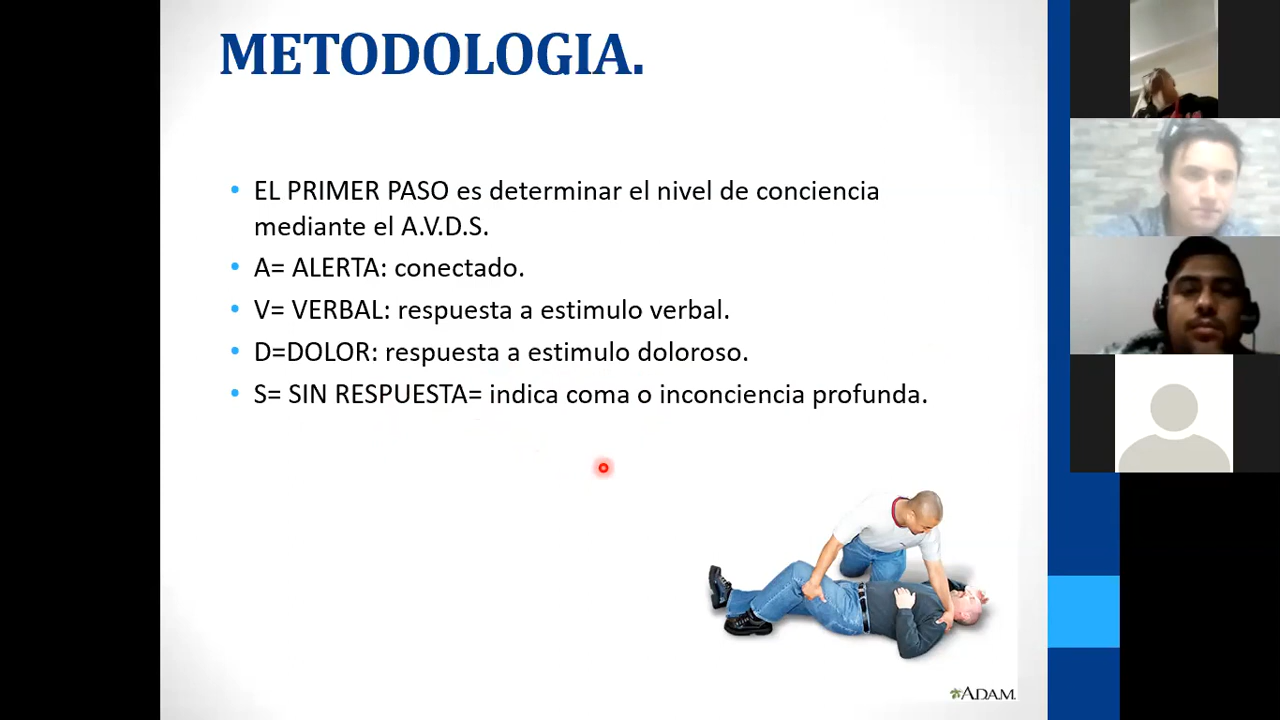 METODOLOGIA.
EL PRIMER PASO es determinar el nivel de conciencia
mediante el A.V.D.S.
A= ALERTA: conectado.
V= VERBAL: respuesta a estimulo verbal.
D=DOLOR: respuesta a estimulo doloroso.
S= SIN RESPUESTA= indica coma o inconciencia profunda.
ADAM.